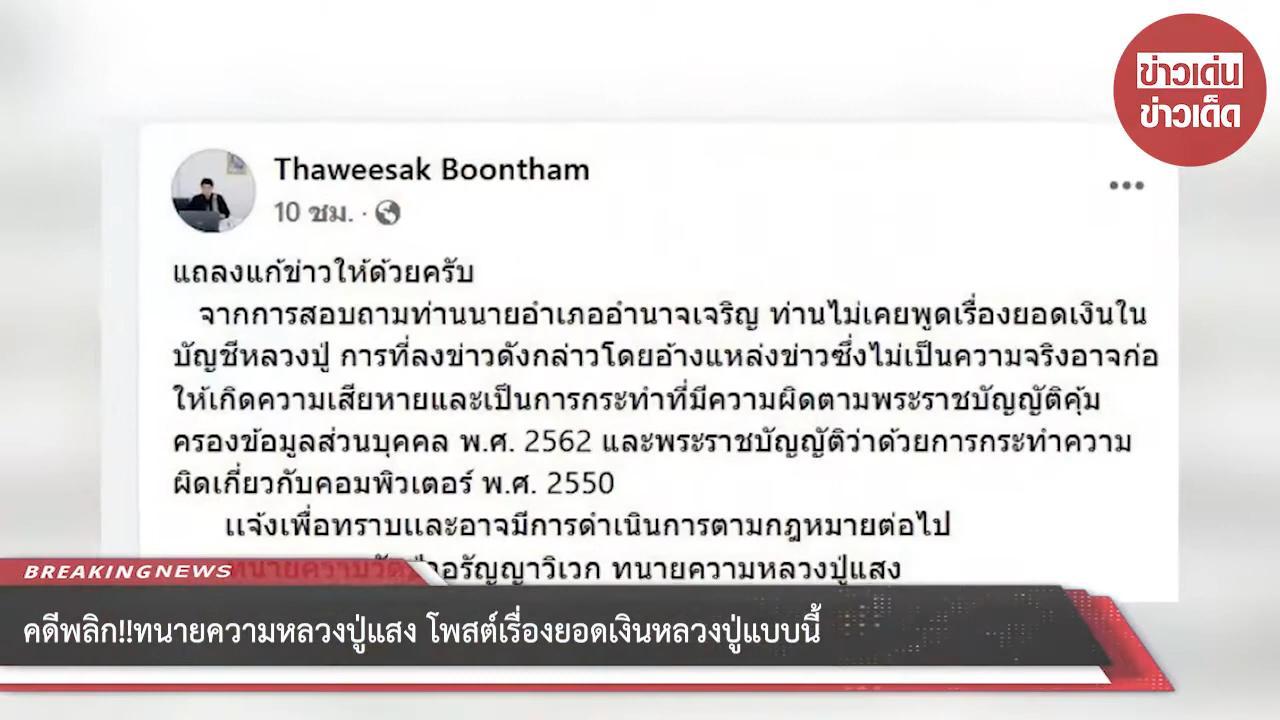 ข่าวเด่น
ข่าวเด็ด
Thaweesak Boontham
10 ชม. ·
แถลงแก้ข่าวให้ด้วยครับ
จากการสอบถามท่านนายอำเภออำนาจเจริญ ท่านไม่เคยพูดเรื่องยอดเงินใน
บัญชีหลวงปู่ การที่ลงข่าวดังกล่าวโดยอ้างแหล่งข่าวซึ่งไม่เป็นความจริงอาจก่อ
ให้เกิดความเสียหายและเป็นการกระทำที่มีความผิดตามพระราชบัญญัติคุ้ม
ครองข้อมูลส่วนบุคคล พ.ศ. 2562 และพระราชบัญญัติว่าด้วยการกระทำความ
ผิดเกี่ยวกับคอมพิวเตอร์ พ.ศ. 2550
แจ้งเพื่อทราบและอาจมีการดำเนินการตามกฎหมายต่อไป
ทนายความวัดป่าอรัญญาวิเวก ทนายความหลวงปู่แสง
BREAKING NEWS
คดีพลิก!!ทนายความหลวงปู่แสง โพสต์เรื่องยอดเงินหลวงปู่แบบนี้